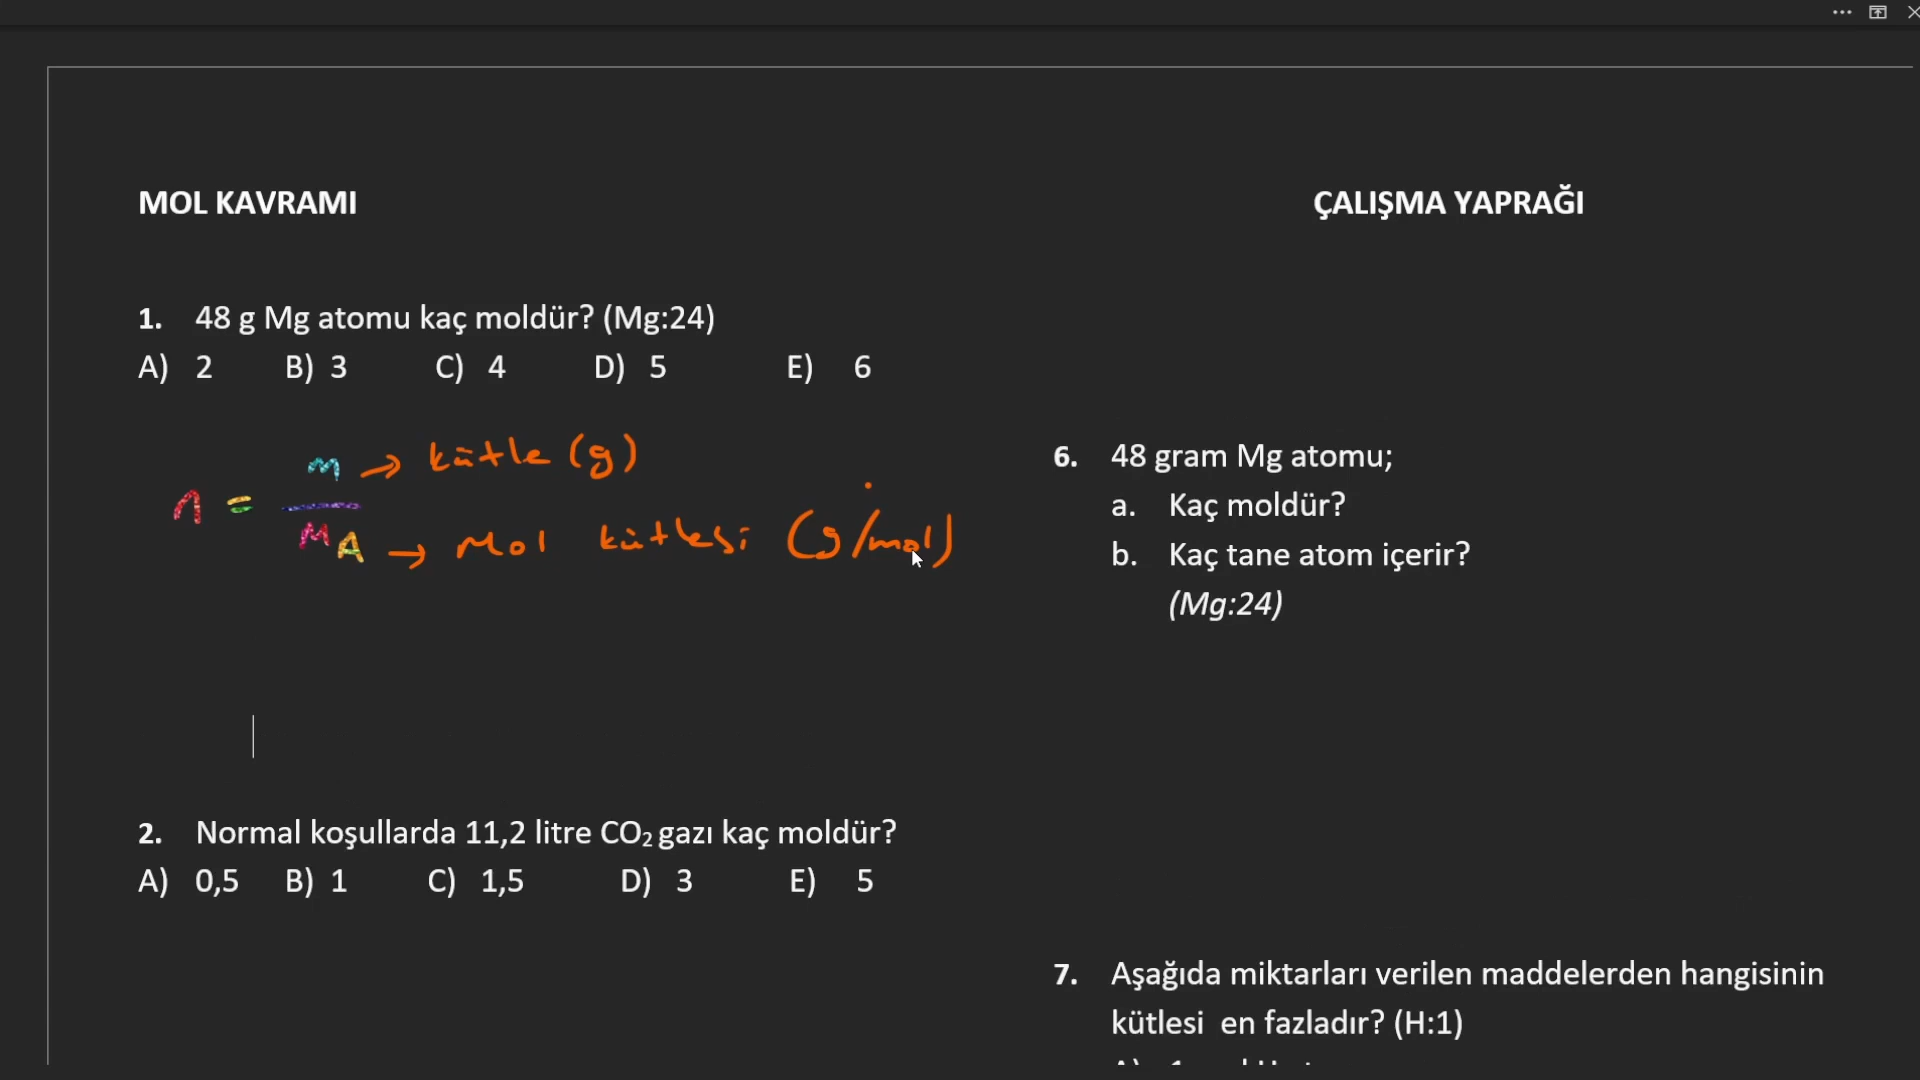 MOL KAVRAMI
ÇALIŞMA YAPRAĞI
1. 48 g Mg atomu kaç moldür? (Mg:24)
A) 2 B) 3 C) 4 D) 5 E) 6
n = m → kütle (g)
MA → Mol kütlesi (g/mol)
2. Normal koşullarda 11,2 litre CO₂ gazı kaç moldür?
A) 0,5 B) 1 C) 1,5 D) 3 E) 5
6. 48 gram Mg atomu;
a. Kaç moldür?
b. Kaç tane atom içerir?
(Mg:24)
7. Aşağıda miktarları verilen maddelerden hangisinin
kütlesi en fazladır? (H:1)